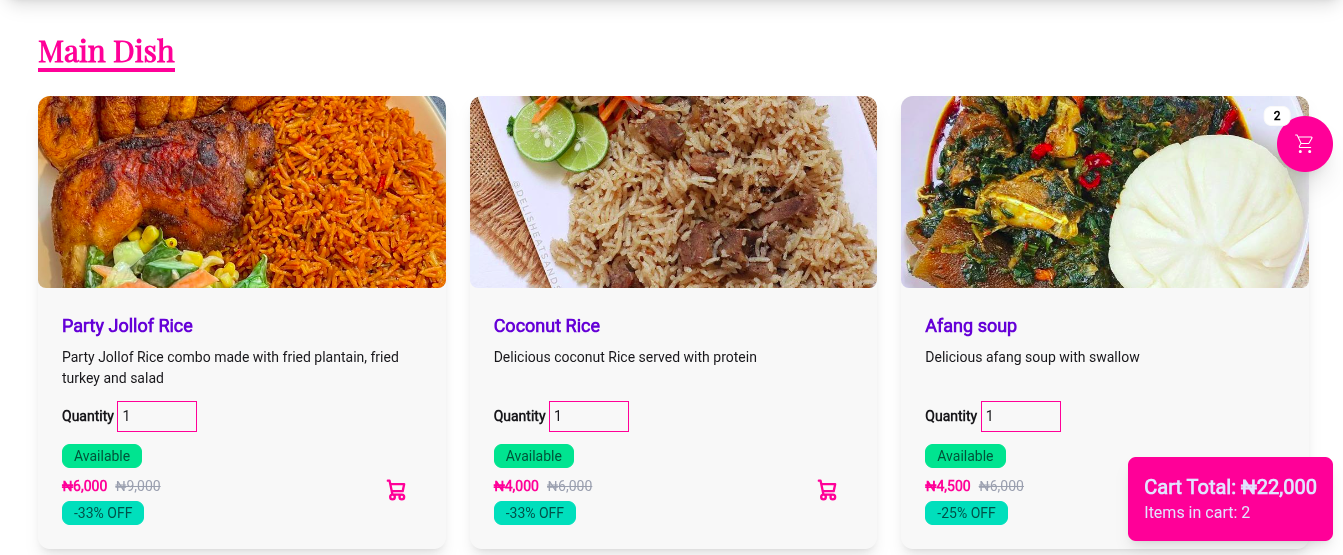 Main Dish
2
@DELISHEATSANDS
Party Jollof Rice
Party Jollof Rice combo made with fried plantain, fried
turkey and salad
Quantity 1
Available
₦6,000 ₦9,000
-33% OFF
Coconut Rice
Delicious coconut Rice served with protein
Quantity 1
Available
₦4,000 ₦6,000
-33% OFF
Afang soup
Delicious afang soup with swallow
Quantity 1
Available
₦4,500 ₦6,000
-25% OFF
Cart Total: ₦22,000
Items in cart: 2